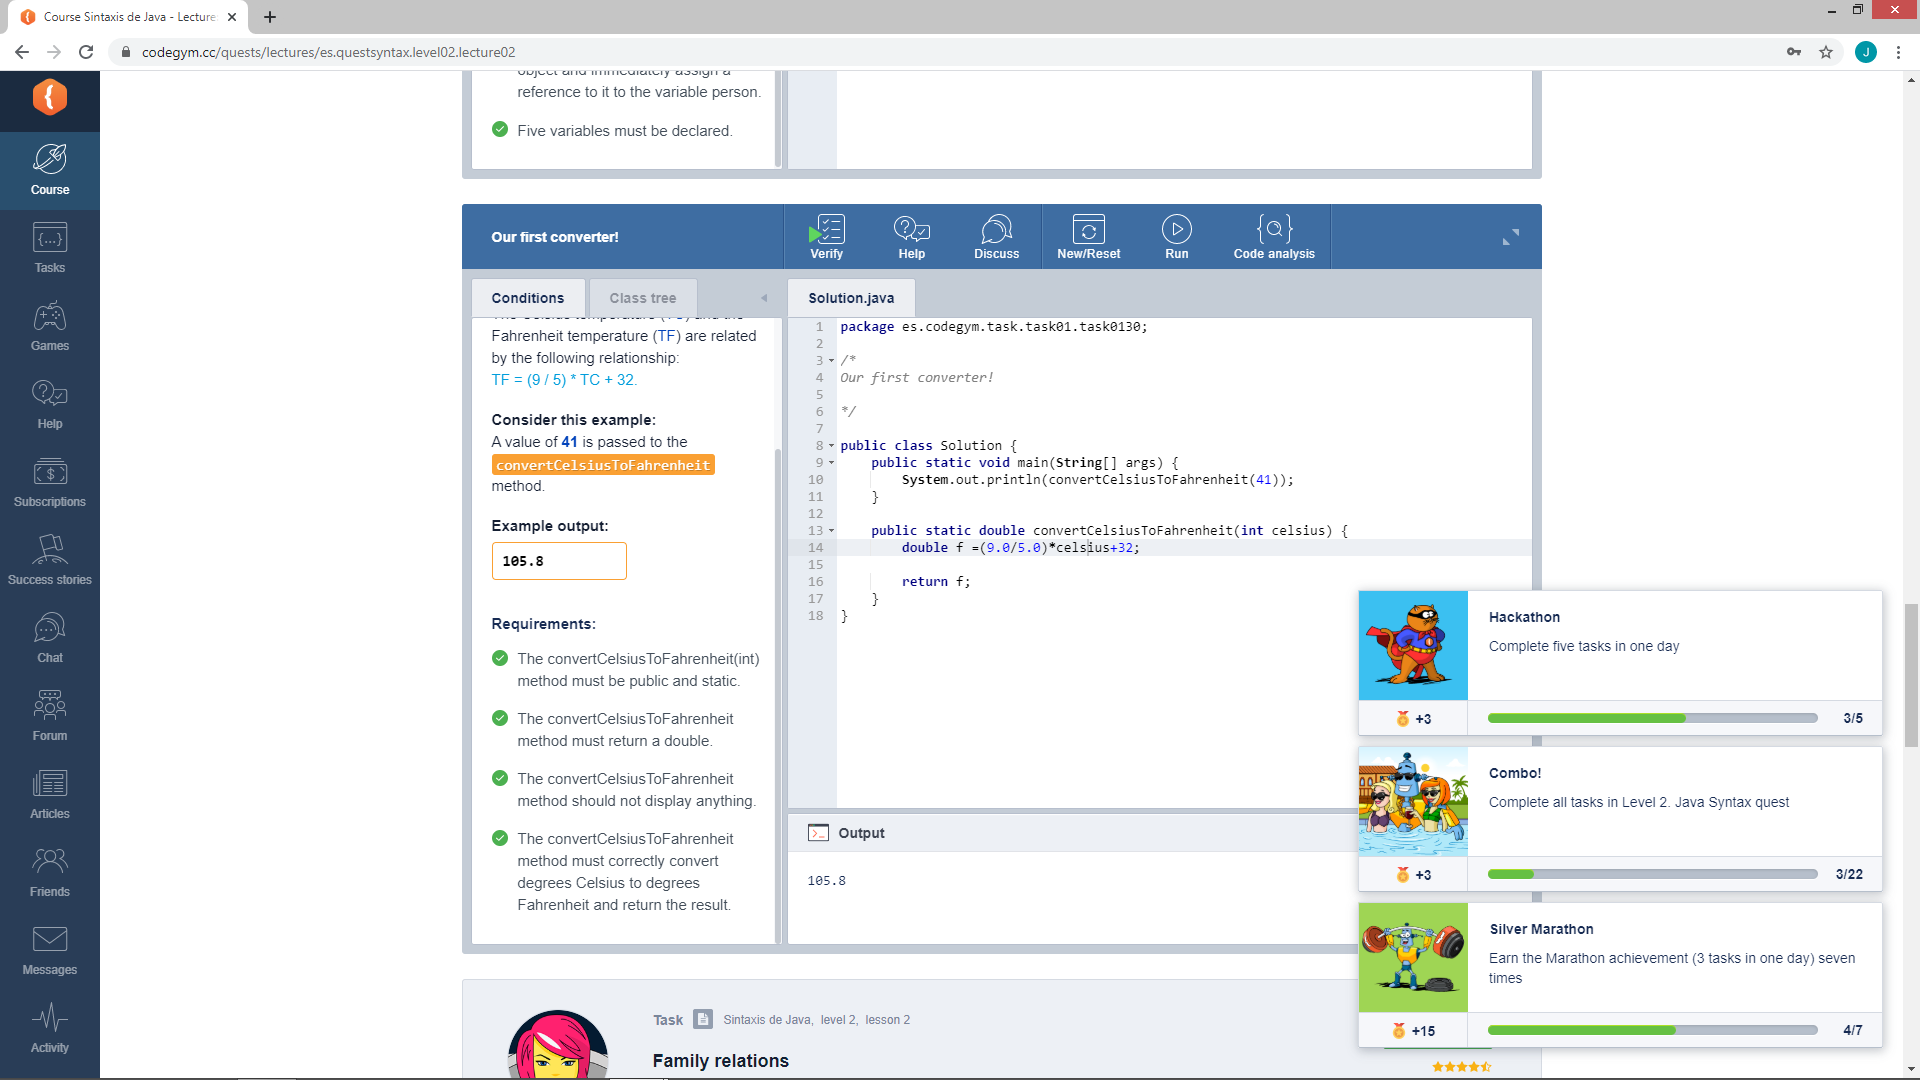 Course Sintaxis de Java - Lecture
codegym.cc/quests/lectures/es.questsyntax.level02.lecture02
J
Course
Tasks
Games
Help
Subscriptions
Success stories
Chat
Forum
Articles
Friends
Messages
Activity
object and immediately assign a
reference to it to the variable person.
Five variables must be declared.
Our first converter!
Verify
Help
Discuss
New/Reset
Run
Code analysis
Conditions
Class tree
Solution.java
The Celsius temperature (TC) and the
Fahrenheit temperature (TF) are related
by the following relationship:
TF = (9 / 5) * TC + 32.
Consider this example:
A value of 41 is passed to the
convertCelsiusToFahrenheit
method.
Example output:
105.8
Requirements:
The convertCelsiusToFahrenheit(int)
method must be public and static.
The convertCelsiusToFahrenheit
method must return a double.
The convertCelsiusToFahrenheit
method should not display anything.
The convertCelsiusToFahrenheit
method must correctly convert
degrees Celsius to degrees
Fahrenheit and return the result.
1 package es.codegym.task.task01.task0130;
2
3 /*
4 Our first converter!
5
6 */
7
8 public class Solution {
9 public static void main(String[] args) {
10 System.out.println(convertCelsiusToFahrenheit(41));
11 }
12
13 public static double convertCelsiusToFahrenheit(int celsius) {
14 double f =(9.0/5.0)*celsius+32;
15
16 return f;
17 }
18 }
Output
105.8
Hackathon
Complete five tasks in one day
+3
3/5
Combo!
Complete all tasks in Level 2. Java Syntax quest
+3
3/22
Silver Marathon
Earn the Marathon achievement (3 tasks in one day) seven
times
+15
4/7
Task
Sintaxis de Java, level 2, lesson 2
Family relations